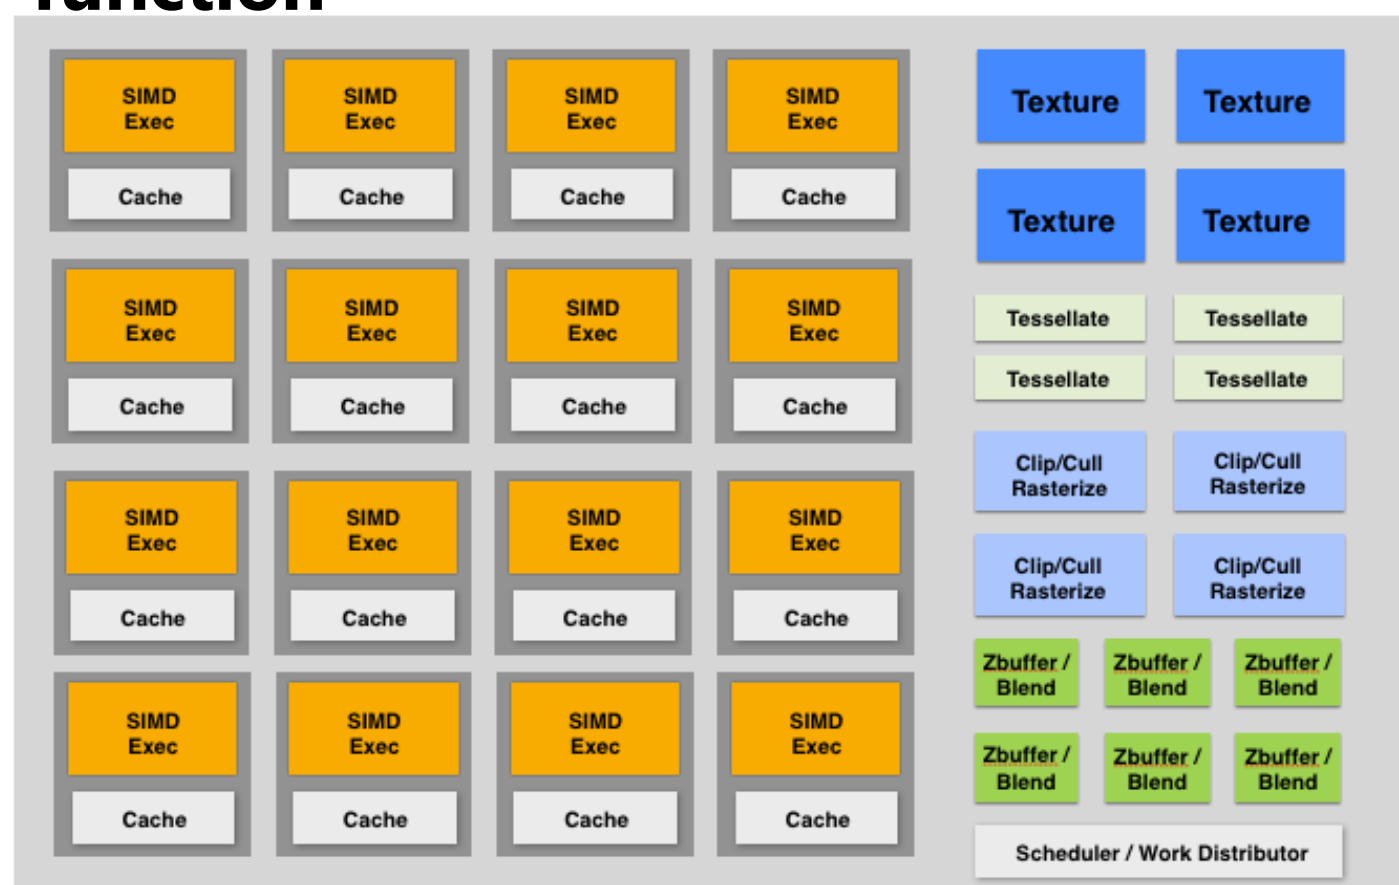 function
SIMD
Exec
Cache
SIMD
Exec
Cache
SIMD
Exec
Cache
SIMD
Exec
Cache
SIMD
Exec
Cache
SIMD
Exec
Cache
SIMD
Exec
Cache
SIMD
Exec
Cache
SIMD
Exec
Cache
SIMD
Exec
Cache
SIMD
Exec
Cache
SIMD
Exec
Cache
SIMD
Exec
Cache
SIMD
Exec
Cache
SIMD
Exec
Cache
SIMD
Exec
Cache
Texture
Texture
Texture
Texture
Tessellate
Tessellate
Tessellate
Tessellate
Clip/Cull
Rasterize
Clip/Cull
Rasterize
Clip/Cull
Rasterize
Clip/Cull
Rasterize
Zbuffer /
Blend
Zbuffer /
Blend
Zbuffer /
Blend
Zbuffer /
Blend
Zbuffer /
Blend
Zbuffer /
Blend
Scheduler / Work Distributor